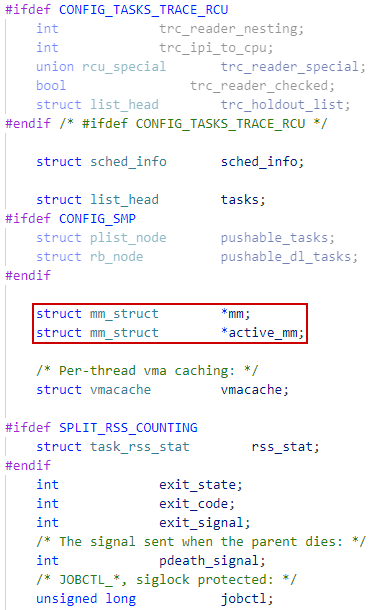 #ifdef CONFIG_TASKS_TRACE_RCU
int trc_reader_nesting;
int trc_ipi_to_cpu;
union rcu_special trc_reader_special;
bool trc_reader_checked;
struct list_head trc_holdout_list;
#endif /* #ifdef CONFIG_TASKS_TRACE_RCU */
struct sched_info sched_info;
struct list_head tasks;
#ifdef CONFIG_SMP
struct plist_node pushable_tasks;
struct rb_node pushable_dl_tasks;
#endif
struct mm_struct *mm;
struct mm_struct *active_mm;
/* Per-thread vma caching: */
struct vmacache vmacache;
#ifdef SPLIT_RSS_COUNTING
struct task_rss_stat rss_stat;
#endif
int exit_state;
int exit_code;
int exit_signal;
/* The signal sent when the parent dies: */
int pdeath_signal;
/* JOBCTL_*, siglock protected: */
unsigned long jobctl;